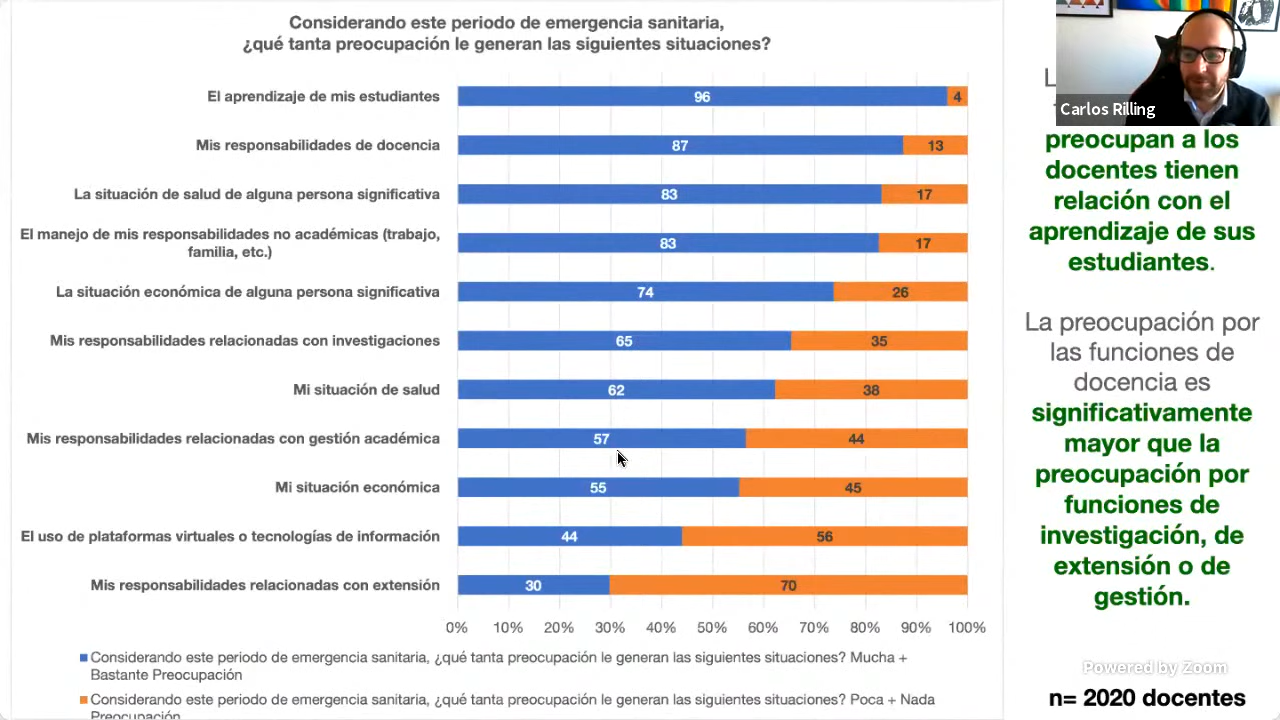 Considerando este periodo de emergencia sanitaria,
¿qué tanta preocupación le generan las siguientes situaciones?
El aprendizaje de mis estudiantes 96 4
Mis responsabilidades de docencia 87 13
La situación de salud de alguna persona significativa 83 17
El manejo de mis responsabilidades no académicas (trabajo,
familia, etc.) 83 17
La situación económica de alguna persona significativa 74 26
Mis responsabilidades relacionadas con investigaciones 65 35
Mi situación de salud 62 38
Mis responsabilidades relacionadas con gestión académica 57 44
Mi situación económica 55 45
El uso de plataformas virtuales o tecnologías de información 44 56
Mis responsabilidades relacionadas con extensión 30 70
0% 10% 20% 30% 40% 50% 60% 70% 80% 90% 100%
Considerando este periodo de emergencia sanitaria, ¿qué tanta preocupación le generan las siguientes situaciones? Mucha +
Bastante Preocupación
Considerando este periodo de emergencia sanitaria, ¿qué tanta preocupación le generan las siguientes situaciones? Poca + Nada
Preocupación
Carlos Rilling
preocupan a los
docentes tienen
relación con el
aprendizaje de sus
estudiantes.
La preocupación por
las funciones de
docencia es
significativamente
mayor que la
preocupación por
funciones de
investigación, de
extensión o de
gestión.
Powered by Zoom
n= 2020 docentes